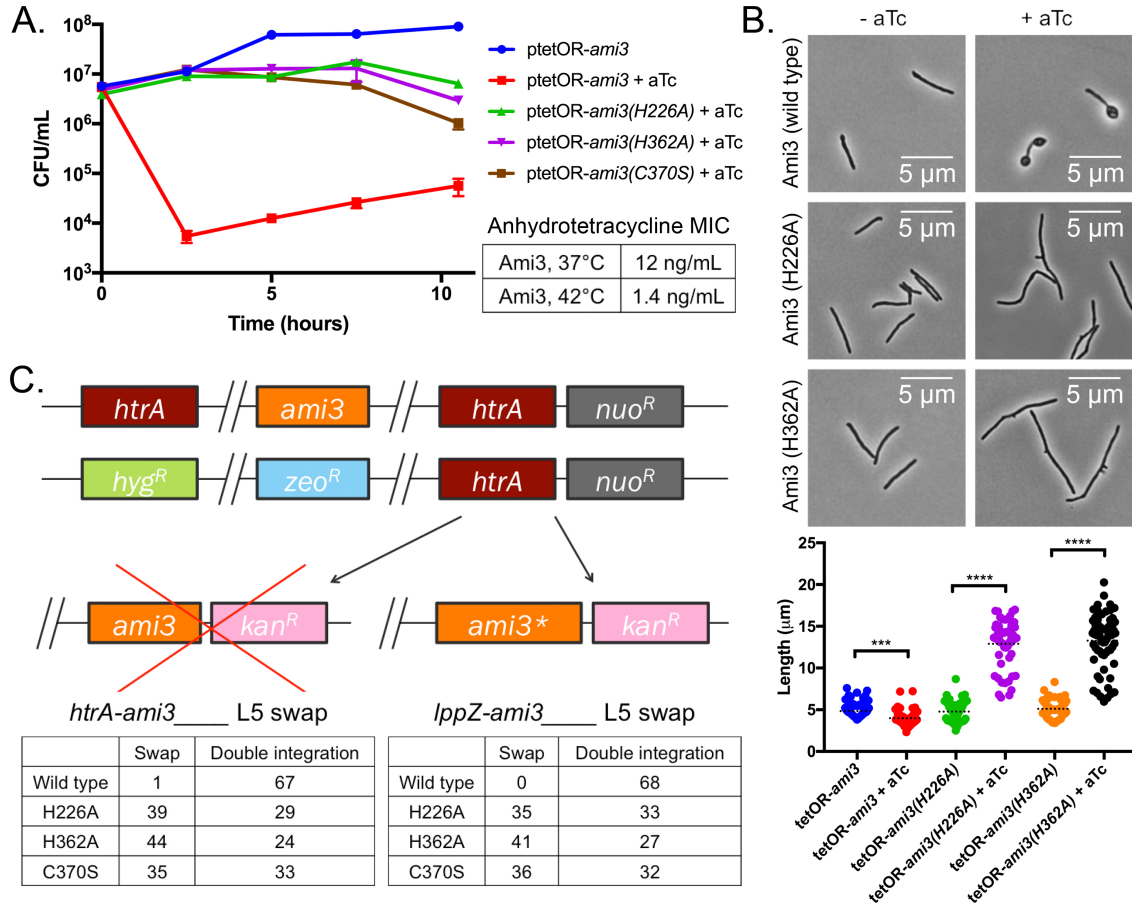 A.
10⁸
10⁷
10⁶
10⁵
10⁴
10³
CFU/mL
0
5
10
Time (hours)
ptetOR-ami3
ptetOR-ami3 + aTc
ptetOR-ami3(H226A) + aTc
ptetOR-ami3(H362A) + aTc
ptetOR-ami3(C370S) + aTc
Anhydrotetracycline MIC
Ami3, 37°C 12 ng/mL
Ami3, 42°C 1.4 ng/mL
B.
- aTc + aTc
Ami3 (wild type)
5 µm 5 µm
Ami3 (H226A)
5 µm 5 µm
Ami3 (H362A)
5 µm 5 µm
Length (µm)
25
20
15
10
5
0
*** **** ****
tetOR-ami3
tetOR-ami3 + aTc
tetOR-ami3(H226A)
tetOR-ami3(H226A) + aTc
tetOR-ami3(H362A)
tetOR-ami3(H362A) + aTc
C.
htrA ami3 htrA nuoᴿ
hygᴿ zeoᴿ htrA nuoᴿ
ami3 kanᴿ ami3* kanᴿ
htrA-ami3____ L5 swap
Swap Double integration
Wild type 1 67
H226A 39 29
H362A 44 24
C370S 35 33
lppZ-ami3____ L5 swap
Swap Double integration
Wild type 0 68
H226A 35 33
H362A 41 27
C370S 36 32